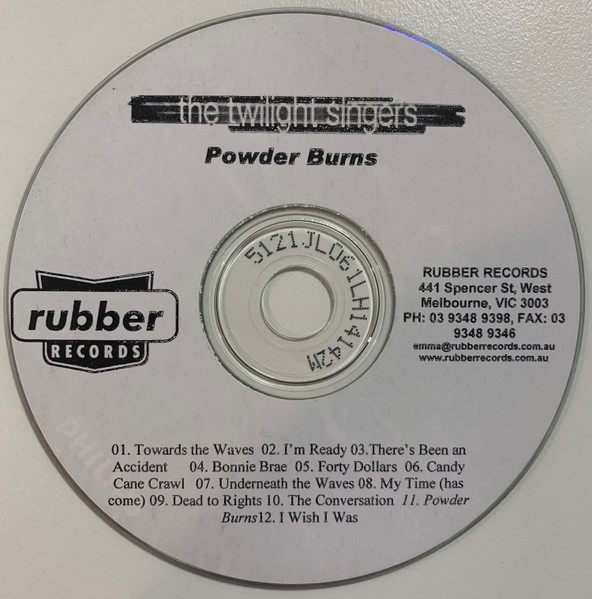 the twilight singers
Powder Burns
5121JL061LH1414ZM
rubber
RECORDS
RUBBER RECORDS
441 Spencer St, West
Melbourne, VIC 3003
PH: 03 9348 9398, FAX: 03
9348 9346
emma@rubberrecords.com.au
www.rubberrecords.com.au
01. Towards the Waves 02. I'm Ready 03.There's Been an
Accident 04. Bonnie Brae 05. Forty Dollars 06. Candy
Cane Crawl 07. Underneath the Waves 08. My Time (has
come) 09. Dead to Rights 10. The Conversation 11. Powder
Burns12. I Wish I Was